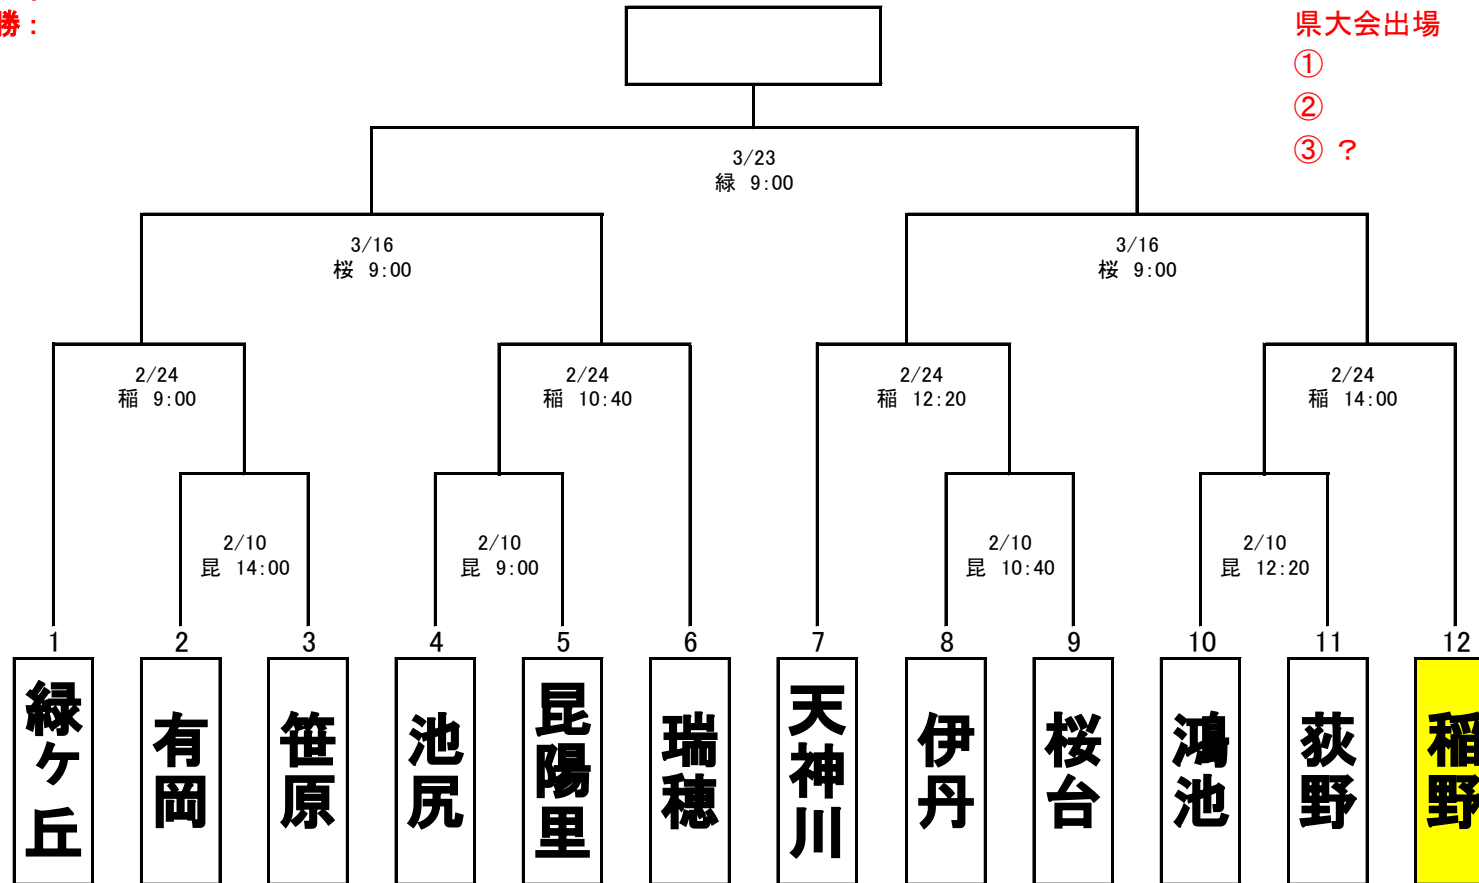 勝：
県大会出場
①
②
③ ？
3/23
緑 9:00
3/16
桜 9:00
3/16
桜 9:00
2/24
稲 9:00
2/24
稲 10:40
2/24
稲 12:20
2/24
稲 14:00
2/10
昆 14:00
2/10
昆 9:00
2/10
昆 10:40
2/10
昆 12:20
1 2 3 4 5 6 7 8 9 10 11 12
緑ケ丘
有岡
笹原
池尻
昆陽里
瑞穂
天神川
伊丹
桜台
鴻池
荻野
稲野